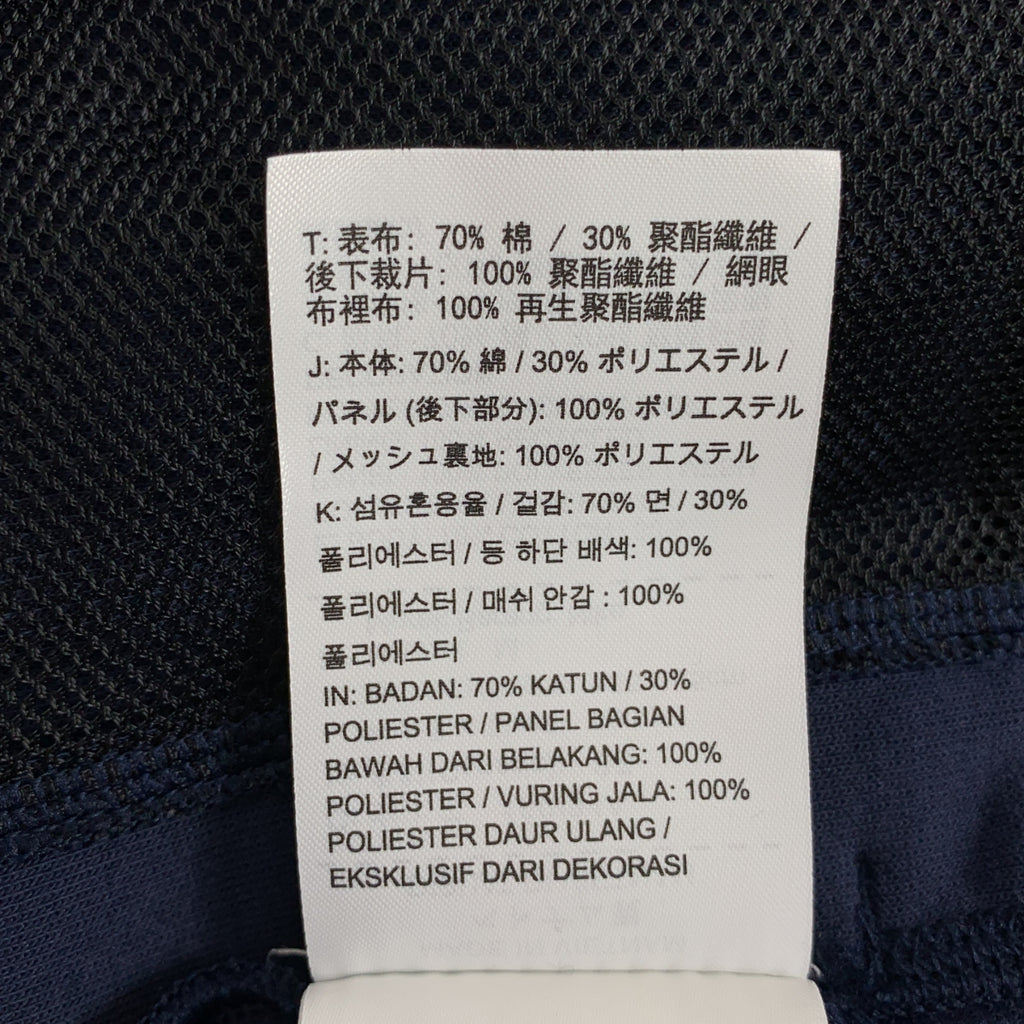 T: 表布: 70% 棉 / 30% 聚酯纖維 /
後下裁片: 100% 聚酯纖維 / 網眼
布裡布: 100% 再生聚酯纖維
J: 本体: 70% 綿 / 30% ポリエステル /
パネル (後下部分): 100% ポリエステル
/ メッシュ裏地: 100% ポリエステル
K: 섬유혼용율 / 겉감: 70% 면 / 30%
폴리에스터 / 등 하단 배색: 100%
폴리에스터 / 매쉬 안감 : 100%
폴리에스터
IN: BADAN: 70% KATUN / 30%
POLIESTER / PANEL BAGIAN
BAWAH DARI BELAKANG: 100%
POLIESTER / VURING JALA: 100%
POLIESTER DAUR ULANG /
EKSKLUSIF DARI DEKORASI